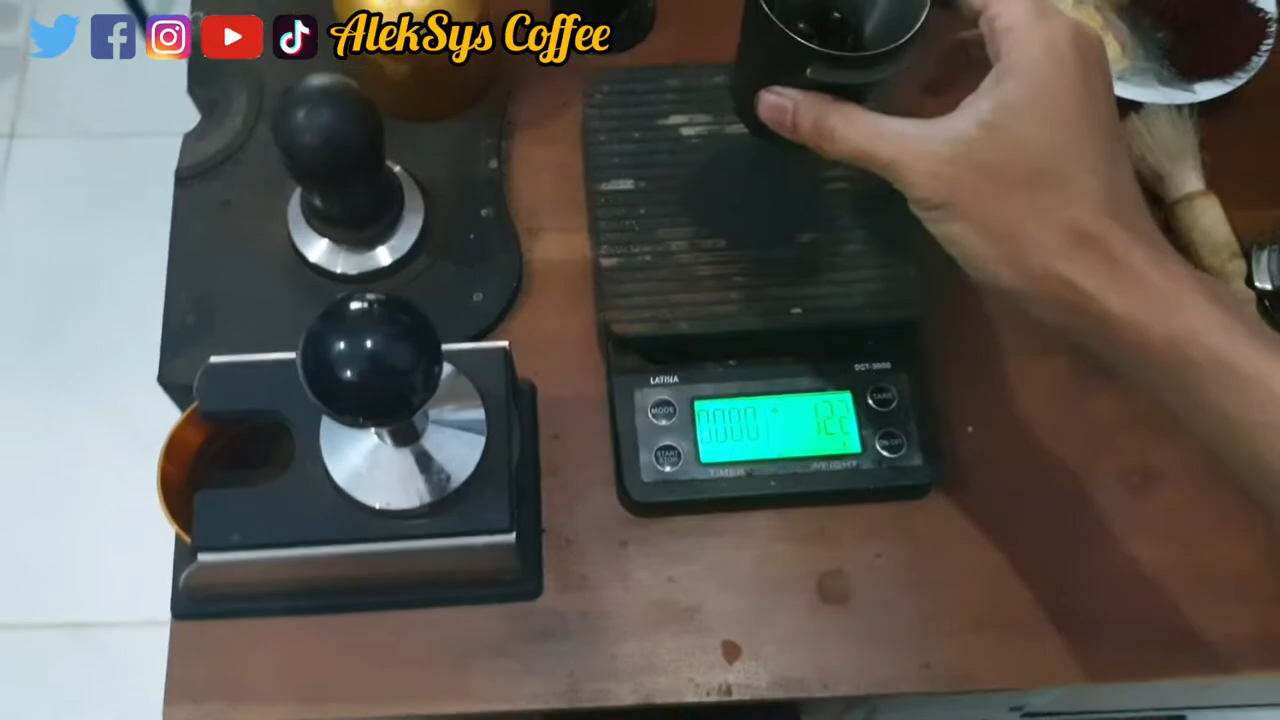 AlekSys Coffee
LATINA
DCT-3000
MODE
TARE
0000 122
START
STOP
ON/OFF
TIMER WEIGHT